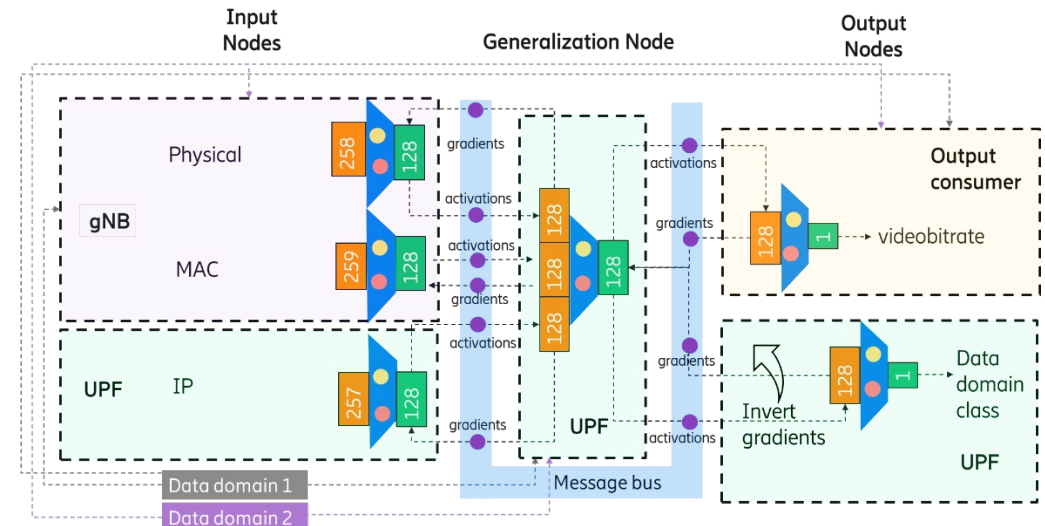 Input
Nodes
Generalization Node
Output
Nodes
Physical
258
128
gradients
activations
gNB
MAC
259
128
activations
gradients
activations
UPF
IP
257
128
gradients
128
128
128
128
UPF
Message bus
activations
gradients
gradients
activations
Output
consumer
128
1
videobitrate
128
1
Data
domain
class
Invert
gradients
UPF
Data domain 1
Data domain 2